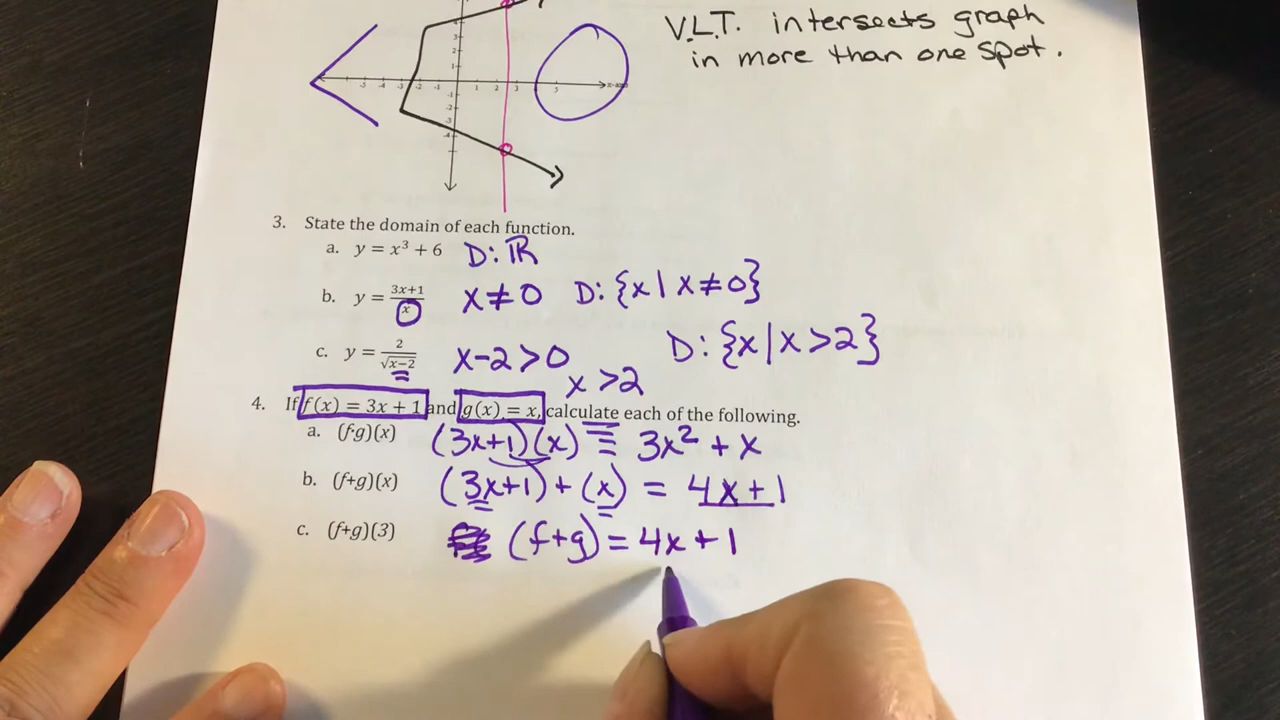 V.L.T. intersects graph
in more than one spot.
3. State the domain of each function.
a. y = x³ + 6 D: ℝ
b. y = 3x+1/x x ≠ 0 D: {x | x ≠ 0}
c. y = 2/√x−2 x-2 > 0 D: {x | x > 2}
x > 2
4. If f(x) = 3x + 1 and g(x) = x, calculate each of the following.
a. (f·g)(x) (3x+1)(x) = 3x² + x
b. (f+g)(x) (3x+1) + (x) = 4x + 1
c. (f+g)(3) (f+g) = 4x + 1